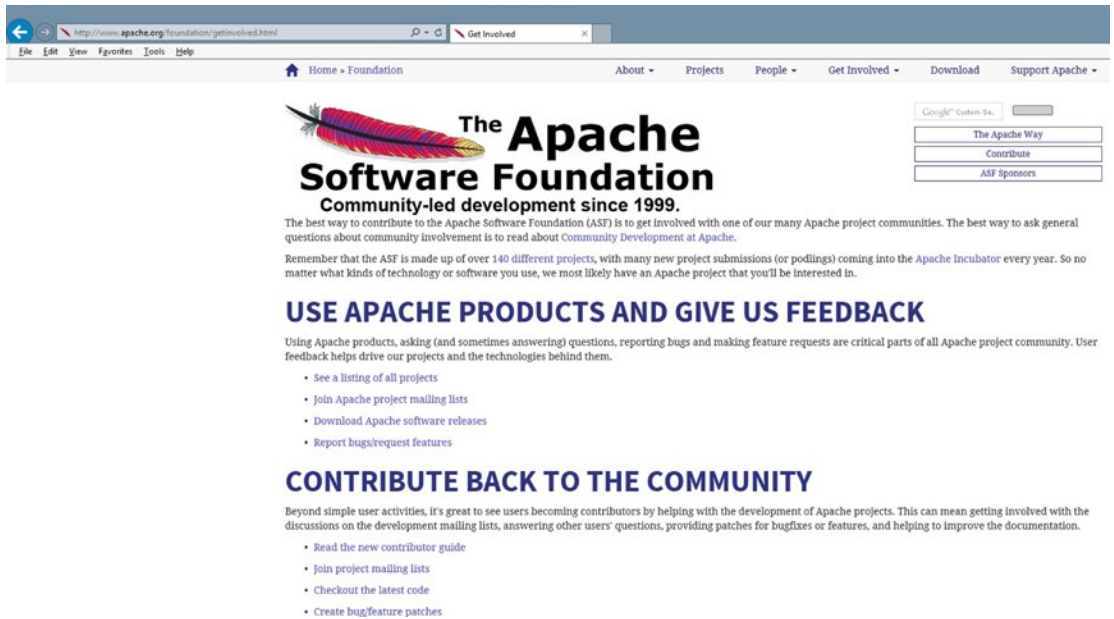 http://www.apache.org/foundation/getinvolved.html
Get Involved
File Edit View Favorites Tools Help
Home » Foundation
About
Projects
People
Get Involved
Download
Support Apache
The Apache
Software Foundation
Community-led development since 1999.
Google™ Custom Se
The Apache Way
Contribute
ASF Sponsors
The best way to contribute to the Apache Software Foundation (ASF) is to get involved with one of our many Apache project communities. The best way to ask general
questions about community involvement is to read about Community Development at Apache.
Remember that the ASF is made up of over 140 different projects, with many new project submissions (or podlings) coming into the Apache Incubator every year. So no
matter what kinds of technology or software you use, we most likely have an Apache project that you'll be interested in.
USE APACHE PRODUCTS AND GIVE US FEEDBACK
Using Apache products, asking (and sometimes answering) questions, reporting bugs and making feature requests are critical parts of all Apache project community. User
feedback helps drive our projects and the technologies behind them.
• See a listing of all projects
• Join Apache project mailing lists
• Download Apache software releases
• Report bugs/request features
CONTRIBUTE BACK TO THE COMMUNITY
Beyond simple user activities, it's great to see users becoming contributors by helping with the development of Apache projects. This can mean getting involved with the
discussions on the development mailing lists, answering other users' questions, providing patches for bugfixes or features, and helping to improve the documentation.
• Read the new contributor guide
• Join project mailing lists
• Checkout the latest code
• Create bug/feature patches